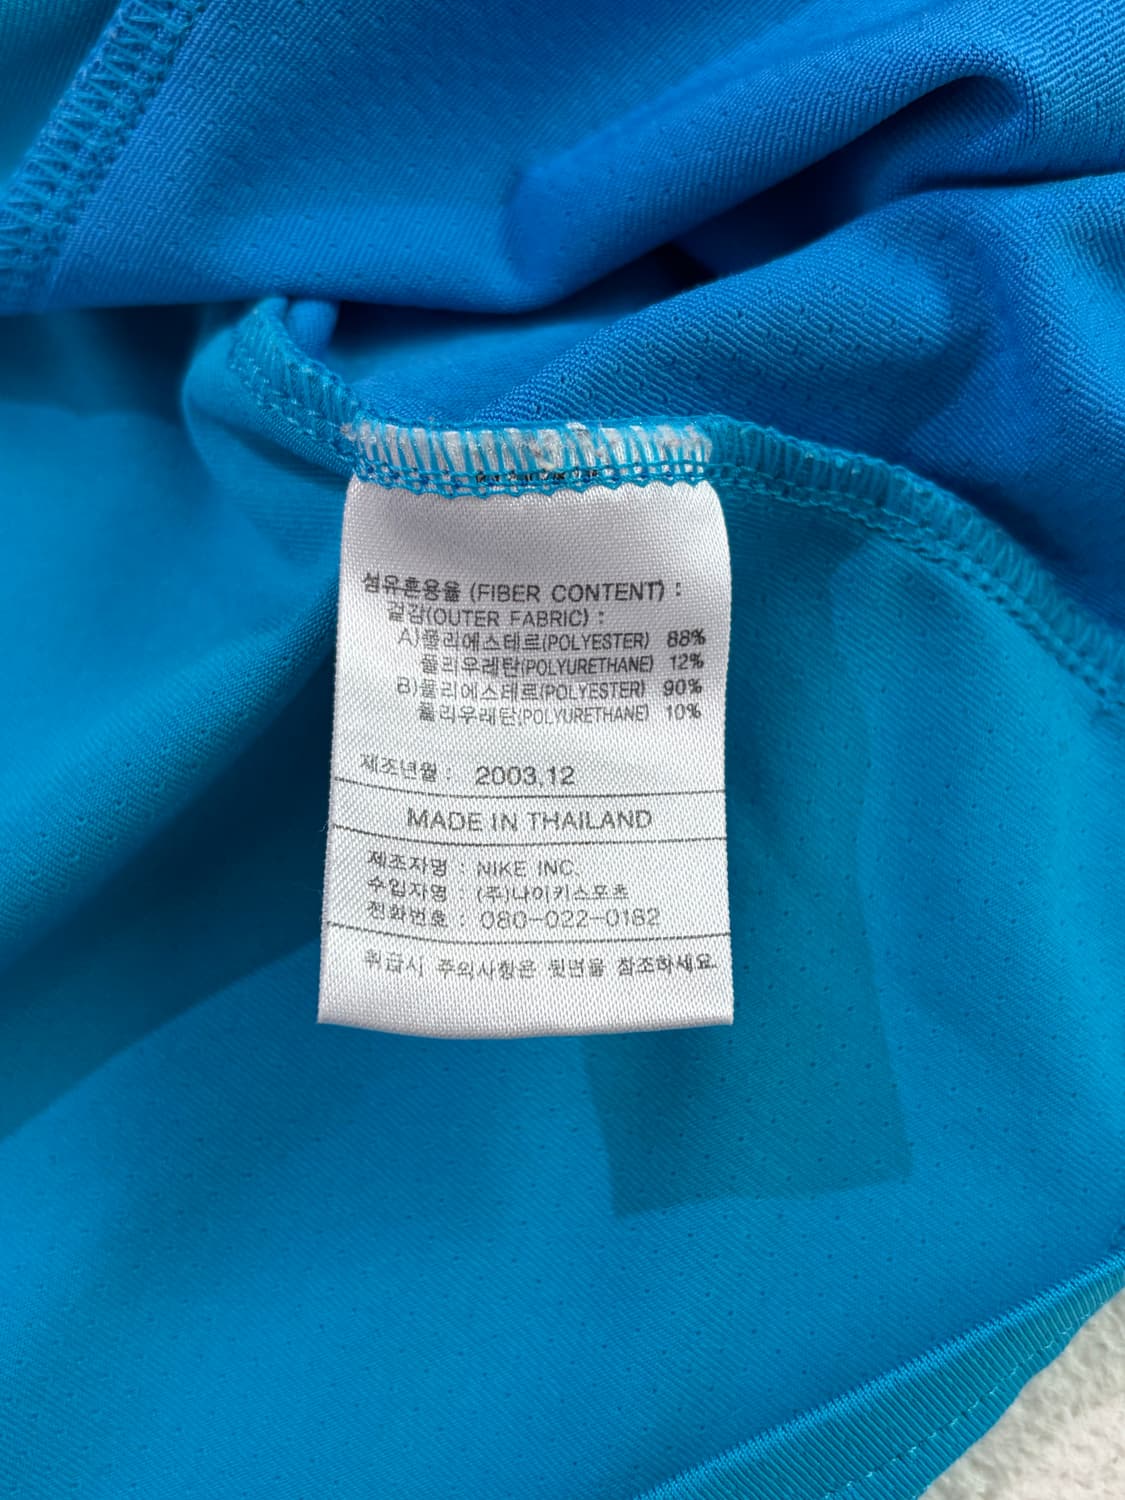 섬유혼용율 (FIBER CONTENT) :
겉감(OUTER FABRIC) :
A)폴리에스테르(POLYESTER) 88%
폴리우레탄(POLYURETHANE) 12%
B)폴리에스테르(POLYESTER) 90%
폴리우레탄(POLYURETHANE) 10%
제조년월 : 2003.12
MADE IN THAILAND
제조자명 : NIKE INC.
수입자명 : (주)나이키스포츠
전화번호 : 080-022-0182
취급시 주의사항은 뒷면을 참조하세요.